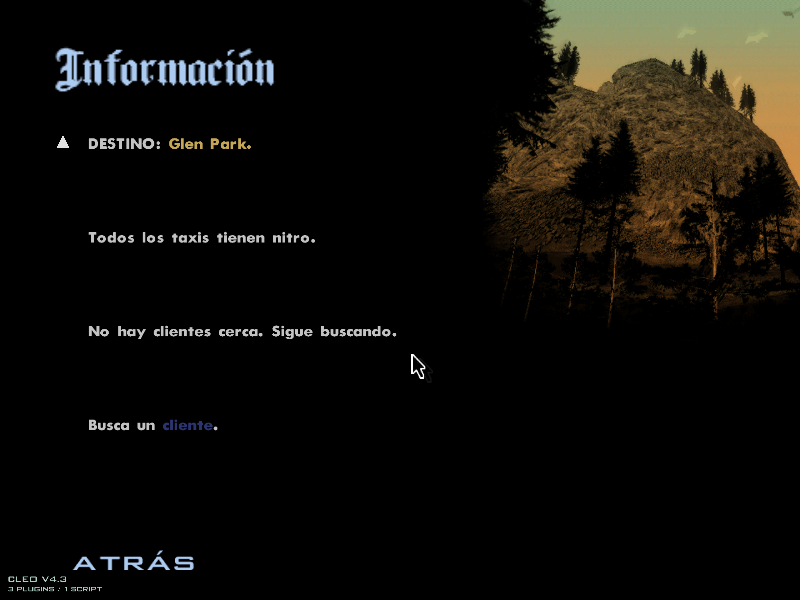 Información
DESTINO: Glen Park.
Todos los taxis tienen nitro.
No hay clientes cerca. Sigue buscando.
Busca un cliente.
ATRÁS
CLEO V4.3
3 PLUGINS / 1 SCRIPT